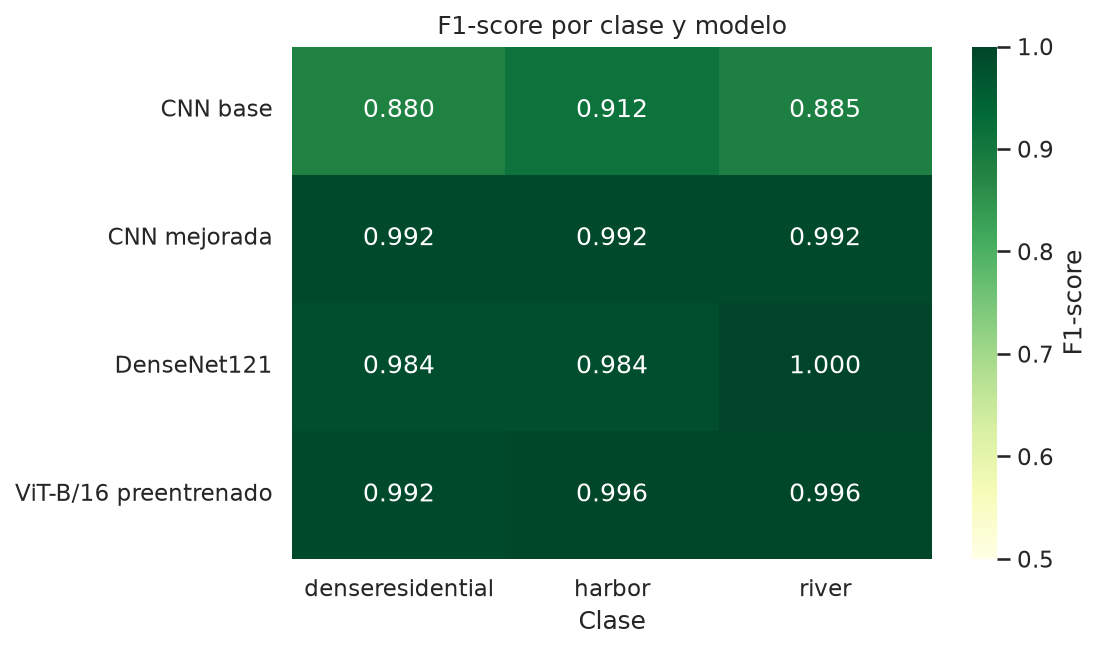 F1-score por clase y modelo
CNN base
0.880
0.912
0.885
CNN mejorada
0.992
0.992
0.992
DenseNet121
0.984
0.984
1.000
ViT-B/16 preentrenado
0.992
0.996
0.996
denseresidential
harbor
river
Clase
1.0
0.9
0.8
0.7
0.6
0.5
F1-score